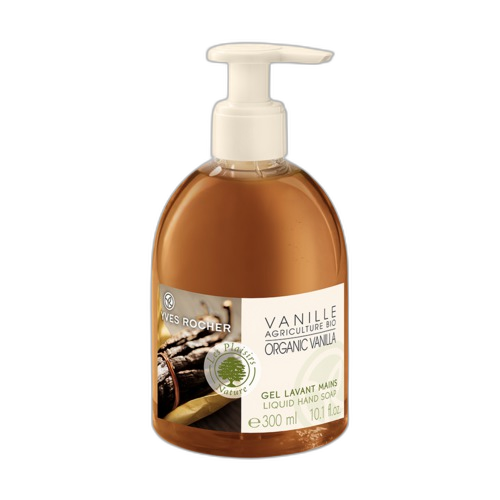 YVES ROCHER
Les Plaisirs
Nature
VANILLE
AGRICULTURE BIO
ORGANIC VANILLA
GEL LAVANT MAINS
LIQUID HAND SOAP
℮300 ml 10.1 fl.oz.